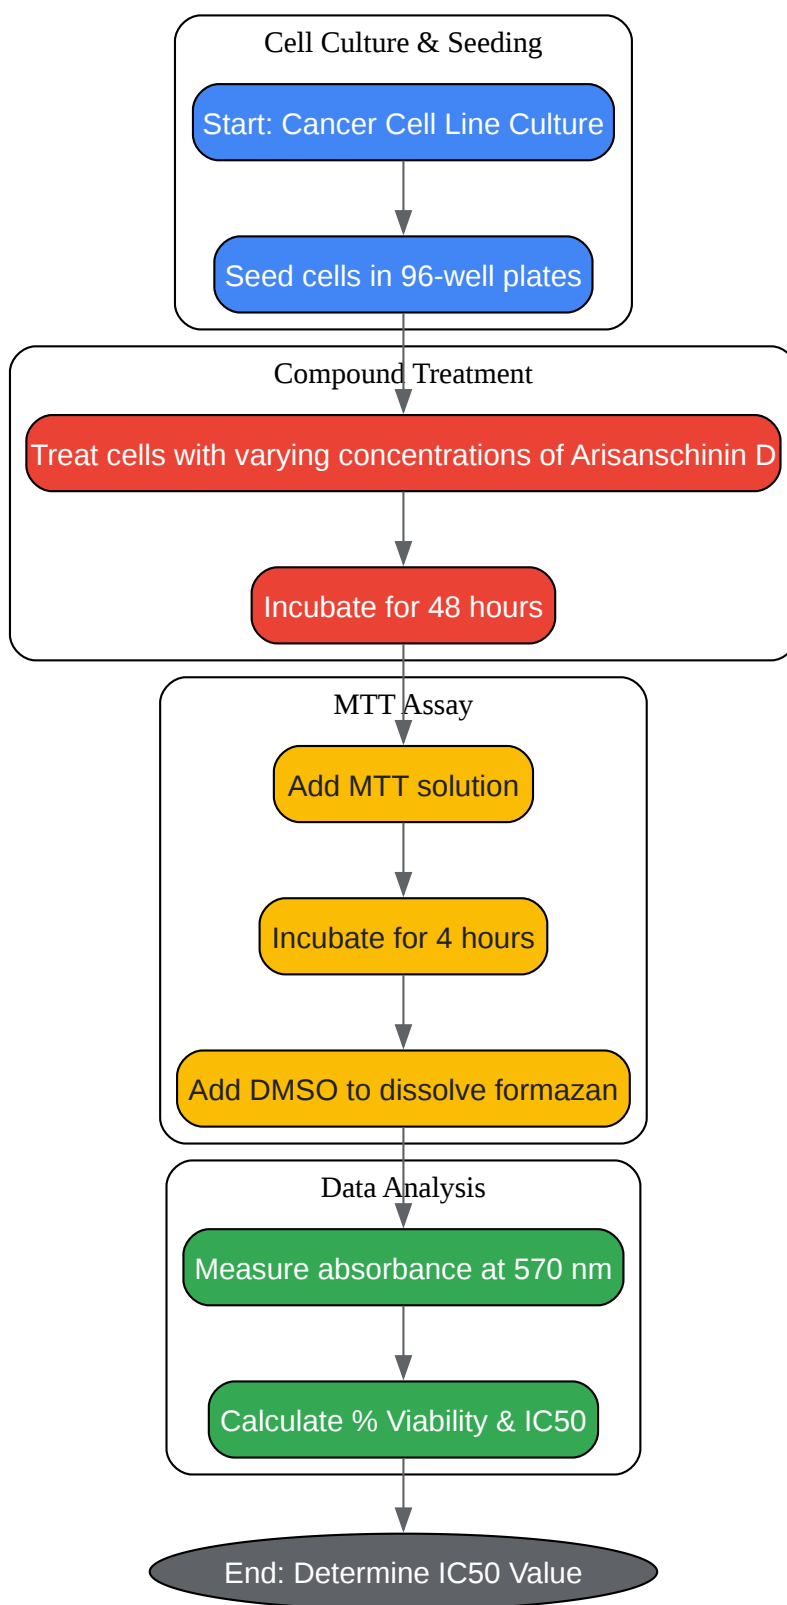 Cell Culture & Seeding
Start: Cancer Cell Line Culture
Seed cells in 96-well plates
Compound Treatment
Treat cells with varying concentrations of Arisanschinin D
Incubate for 48 hours
MTT Assay
Add MTT solution
Incubate for 4 hours
Add DMSO to dissolve formazan
Data Analysis
Measure absorbance at 570 nm
Calculate % Viability & IC50
End: Determine IC50 Value